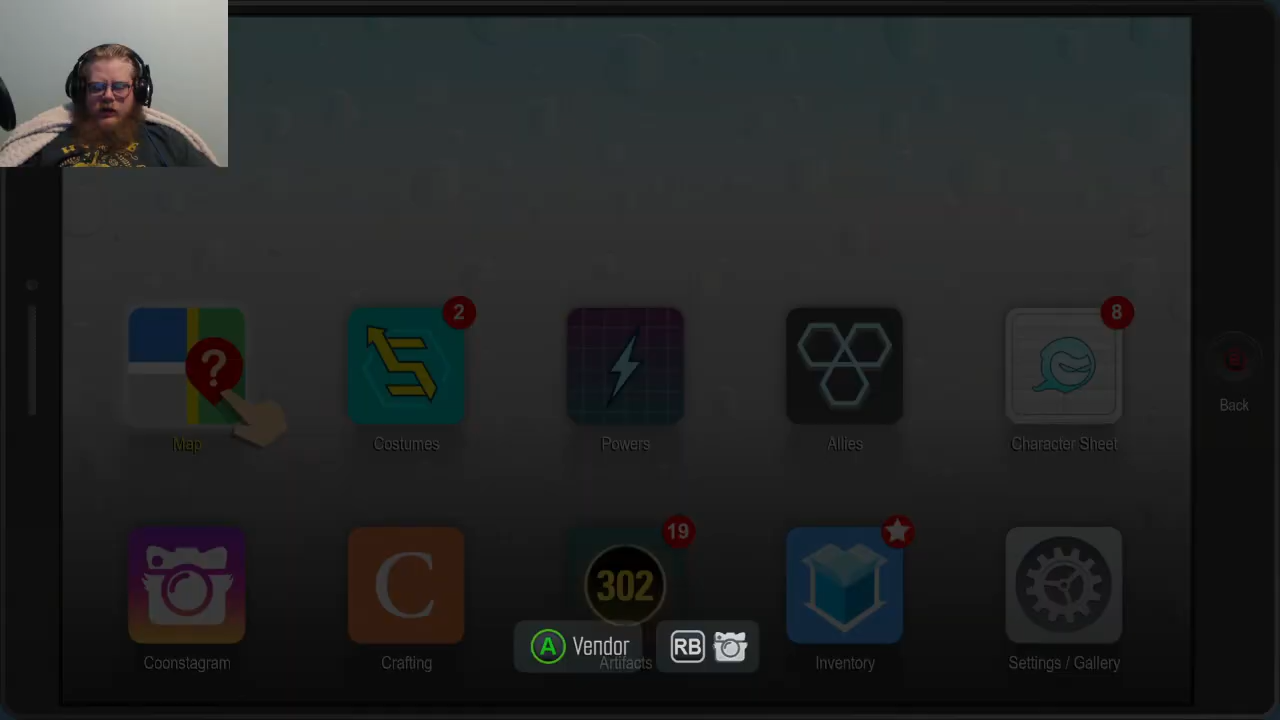 2
8
?
Map
Costumes
Powers
Allies
Character Sheet
Back
19
C
302
A Vendor
RB
Coonstagram
Crafting
Artifacts
Inventory
Settings / Gallery